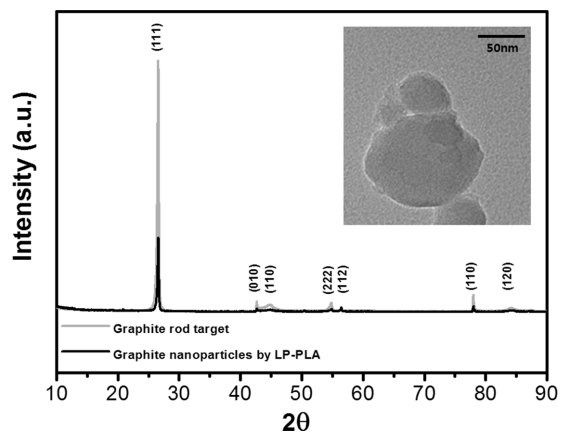 Intensity (a.u.)
(111)
50nm
(010)
(110)
(222)
(112)
(110)
(120)
Graphite rod target
Graphite nanoparticles by LP-PLA
10 20 30 40 50 60 70 80 90
2θ